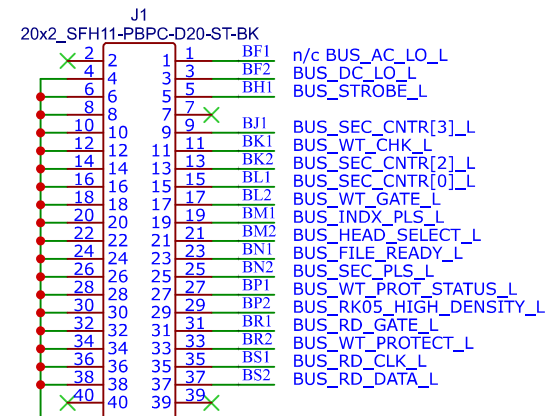 J1
20x2_SFH11-PBPC-D20-ST-BK
2 2 1 1 BF1 n/c BUS_AC_LO_L
4 4 3 3 BF2 BUS_DC_LO_L
6 6 5 5 BH1 BUS_STROBE_L
8 8 7 7
10 10 9 9 BJ1 BUS_SEC_CNTR[3]_L
12 12 11 11 BK1 BUS_WT_CHK_L
14 14 13 13 BK2 BUS_SEC_CNTR[2]_L
16 16 15 15 BL1 BUS_SEC_CNTR[0]_L
18 18 17 17 BL2 BUS_WT_GATE_L
20 20 19 19 BM1 BUS_INDX_PLS_L
22 22 21 21 BM2 BUS_HEAD_SELECT_L
24 24 23 23 BN1 BUS_FILE_READY_L
26 26 25 25 BN2 BUS_SEC_PLS_L
28 28 27 27 BP1 BUS_WT_PROT_STATUS_L
30 30 29 29 BP2 BUS_RK05_HIGH_DENSITY_L
32 32 31 31 BR1 BUS_RD_GATE_L
34 34 33 33 BR2 BUS_WT_PROTECT_L
36 36 35 35 BS1 BUS_RD_CLK_L
38 38 37 37 BS2 BUS_RD_DATA_L
40 40 39 39